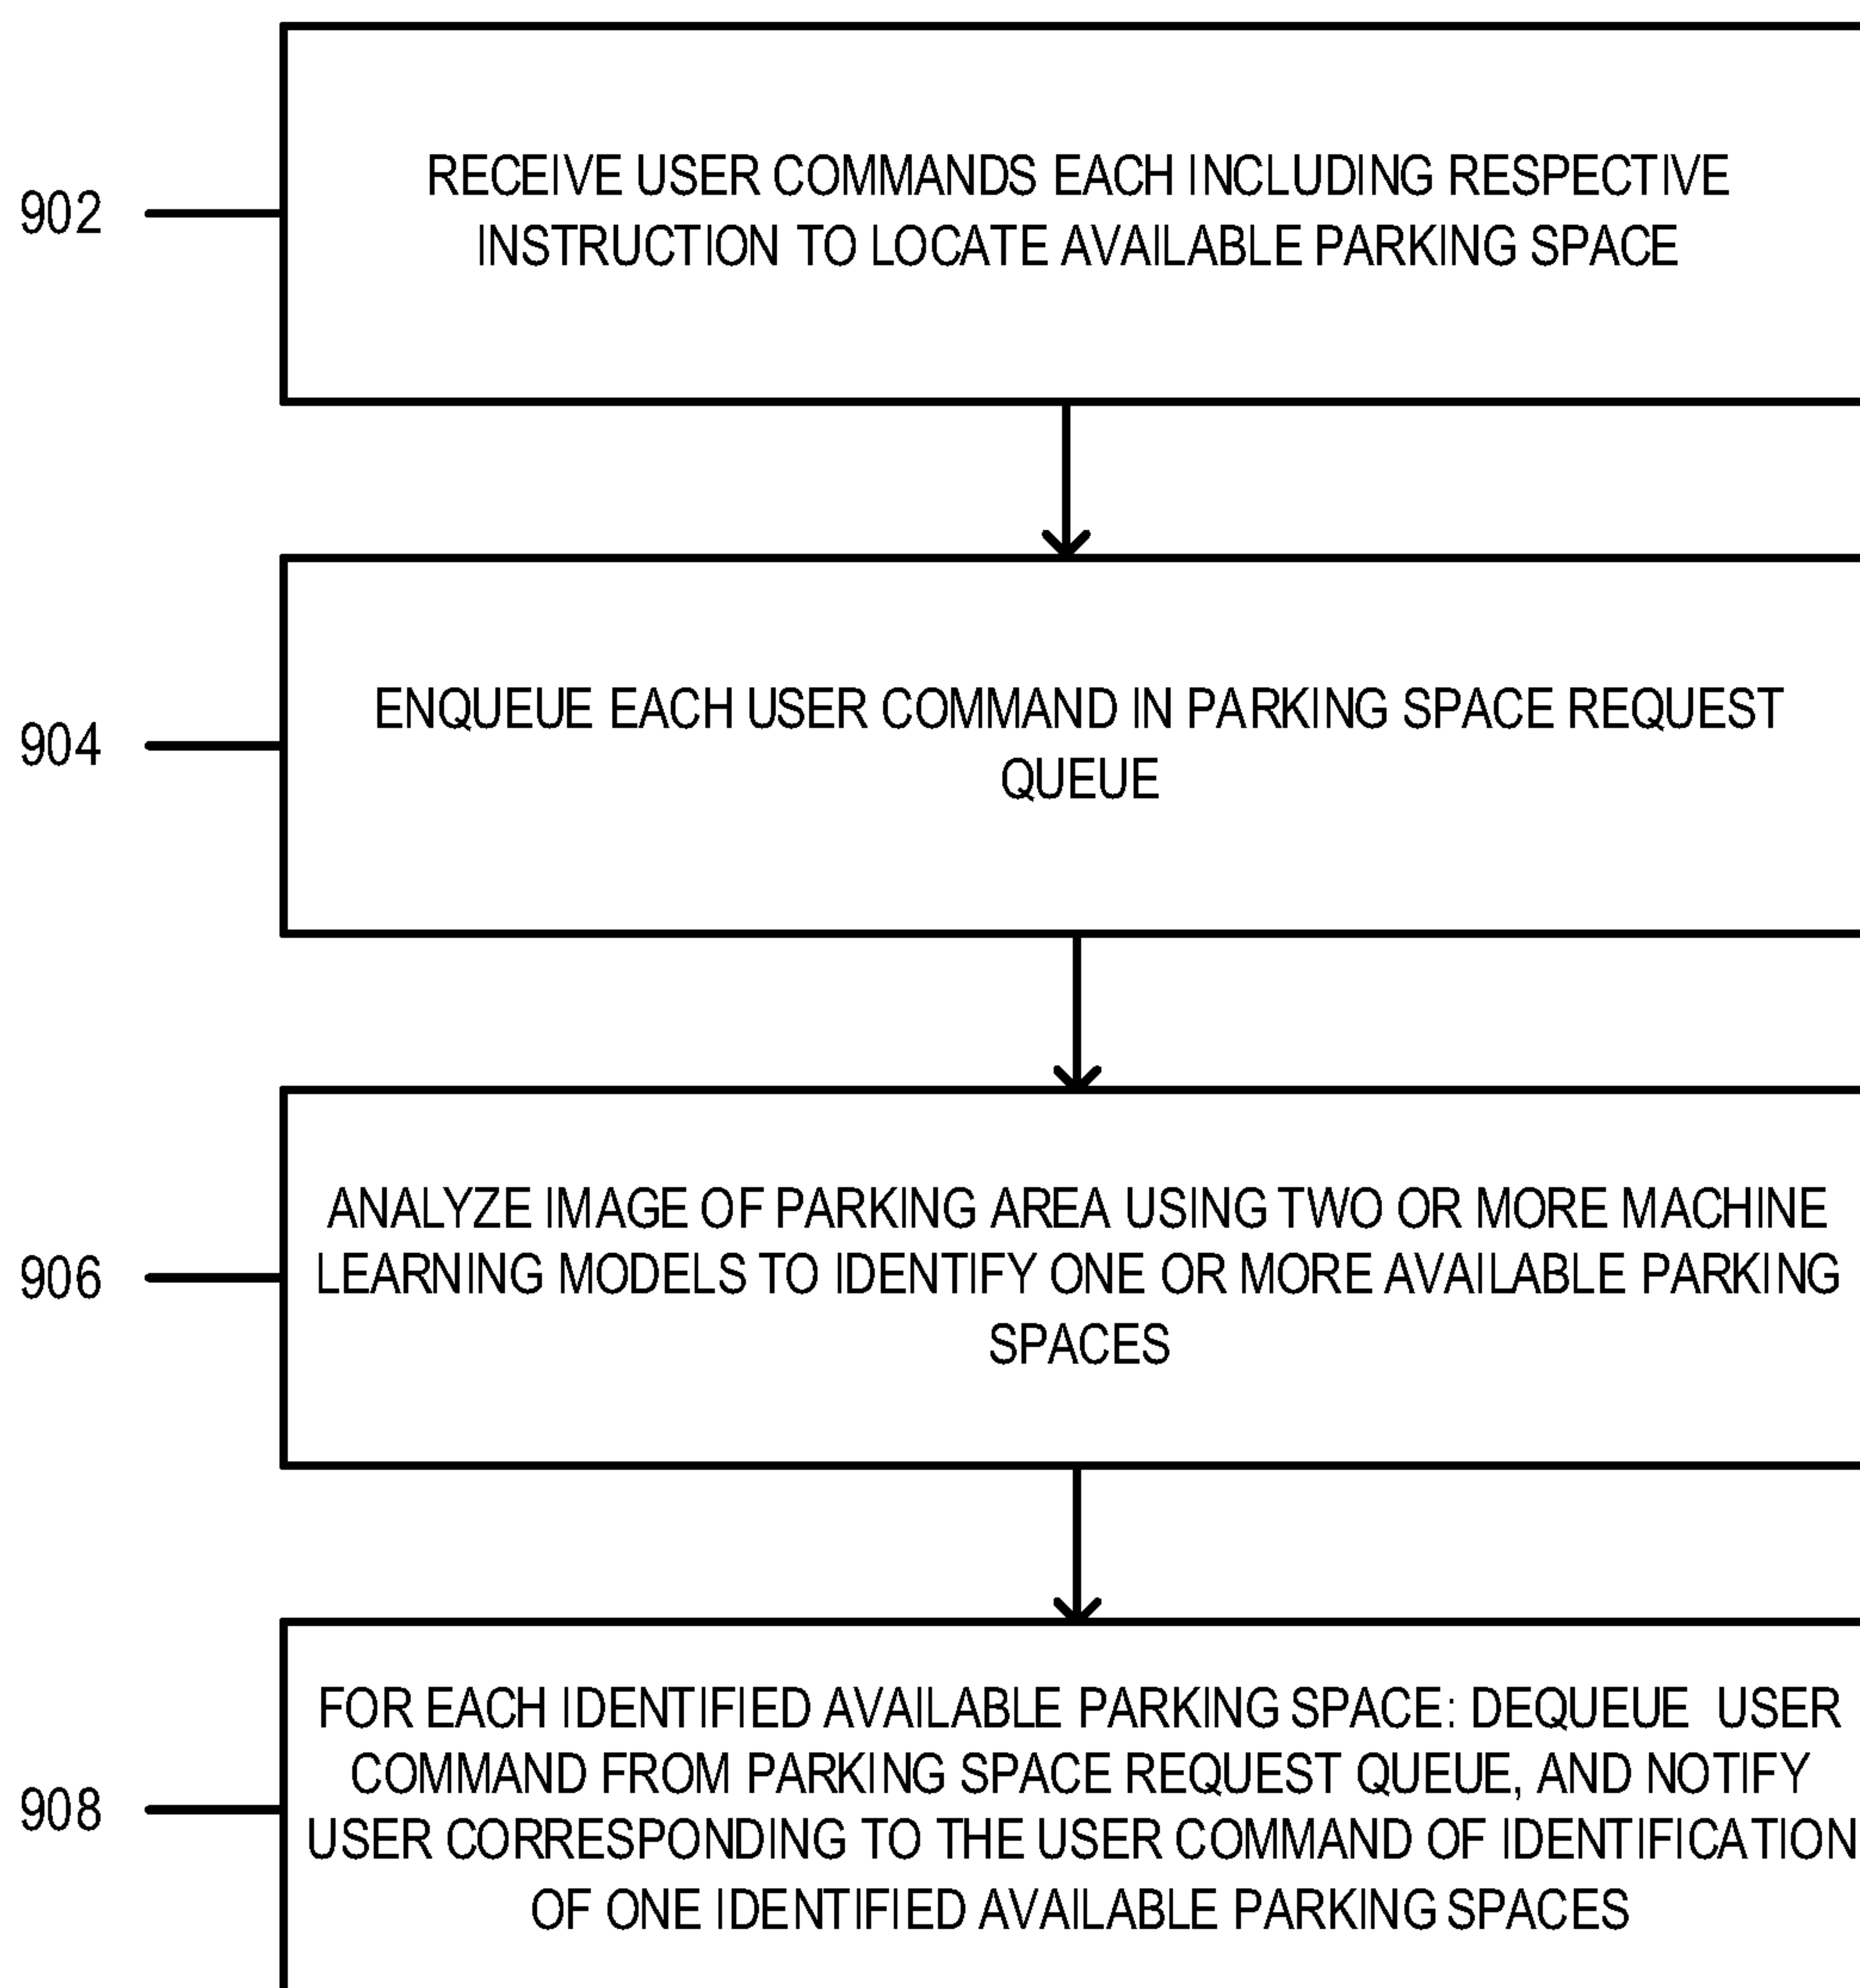 902
RECEIVE USER COMMANDS EACH INCLUDING RESPECTIVE
INSTRUCTION TO LOCATE AVAILABLE PARKING SPACE
904
ENQUEUE EACH USER COMMAND IN PARKING SPACE REQUEST
QUEUE
906
ANALYZE IMAGE OF PARKING AREA USING TWO OR MORE MACHINE
LEARNING MODELS TO IDENTIFY ONE OR MORE AVAILABLE PARKING
SPACES
908
FOR EACH IDENTIFIED AVAILABLE PARKING SPACE: DEQUEUE USER
COMMAND FROM PARKING SPACE REQUEST QUEUE, AND NOTIFY
USER CORRESPONDING TO THE USER COMMAND OF IDENTIFICATION
OF ONE IDENTIFIED AVAILABLE PARKING SPACES